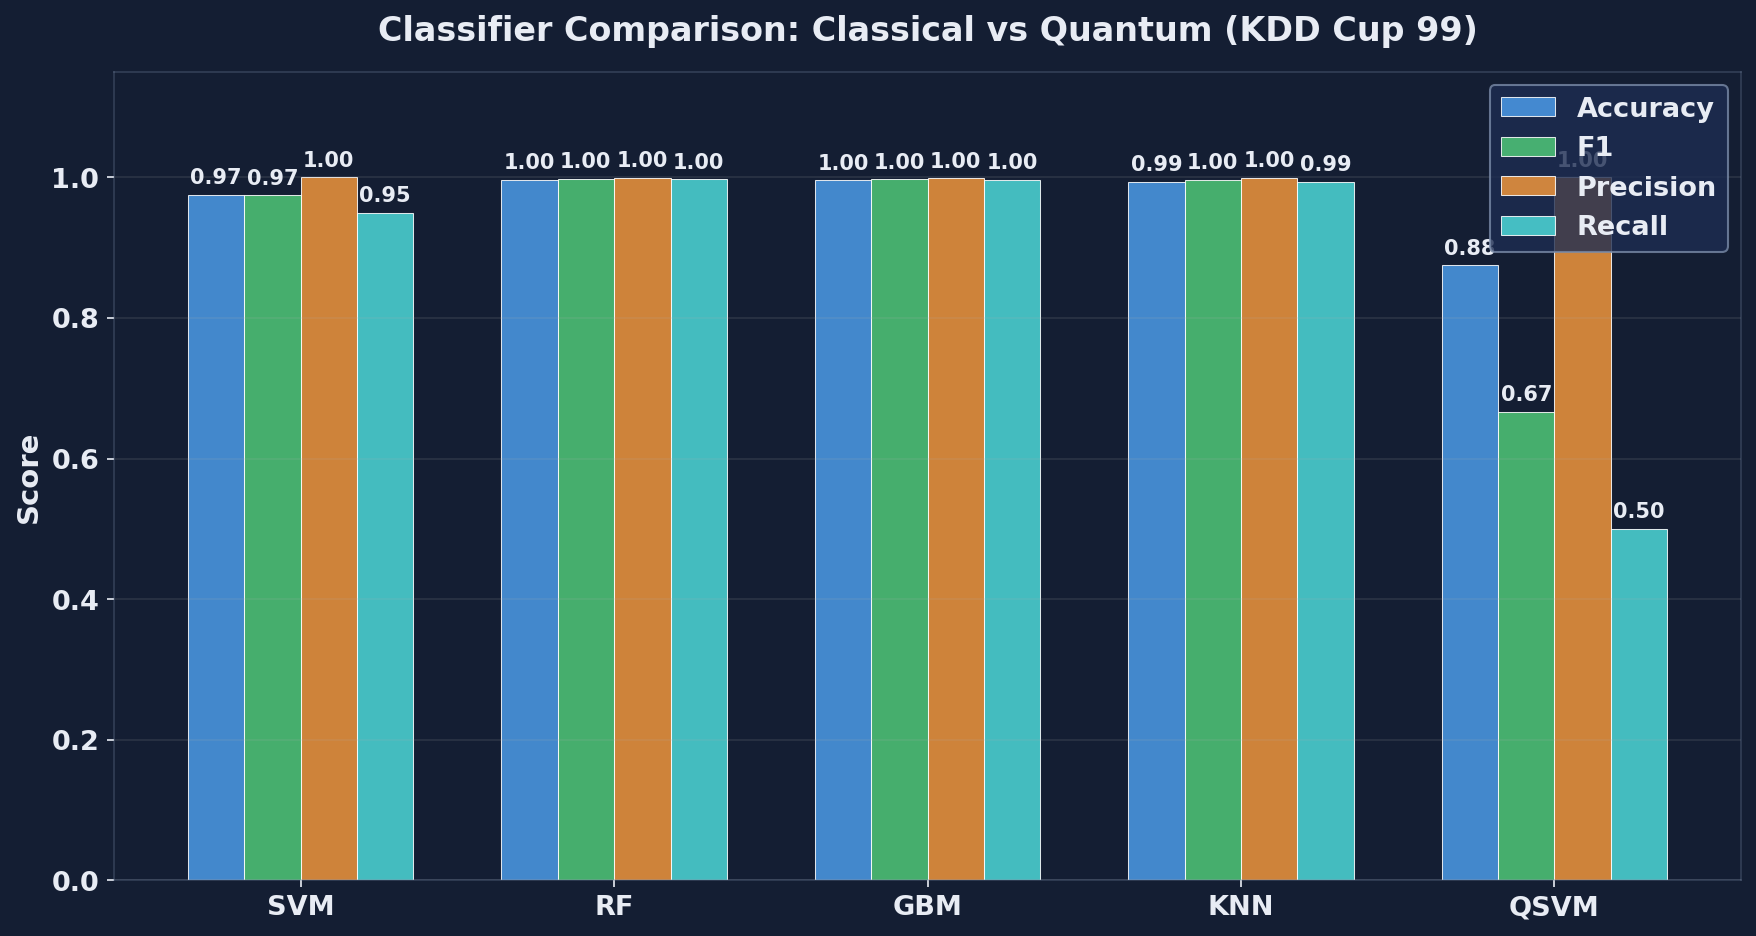 Classifier Comparison: Classical vs Quantum (KDD Cup 99)
Accuracy
F1
Precision
Recall
Score
1.0
0.8
0.6
0.4
0.2
0.0
0.97 0.97 1.00 0.95
1.00 1.00 1.00 1.00
1.00 1.00 1.00 1.00
0.99 1.00 1.00 0.99
0.88 0.67 1.00 0.50
SVM RF GBM KNN QSVM